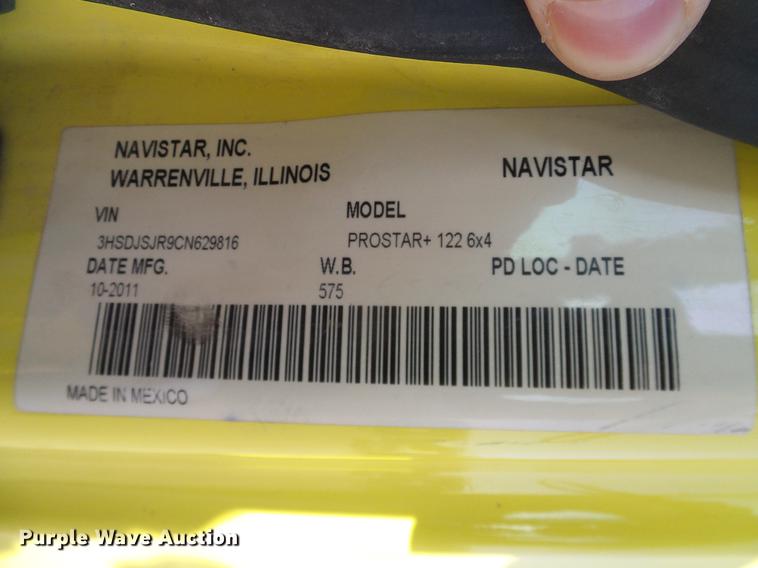 NAVISTAR, INC.
WARRENVILLE, ILLINOIS
NAVISTAR
VIN
MODEL
3HSDJSJR9CN629816
PROSTAR+ 122 6x4
DATE MFG.
W.B.
PD LOC - DATE
10-2011
575
MADE IN MEXICO
Purple Wave Auction